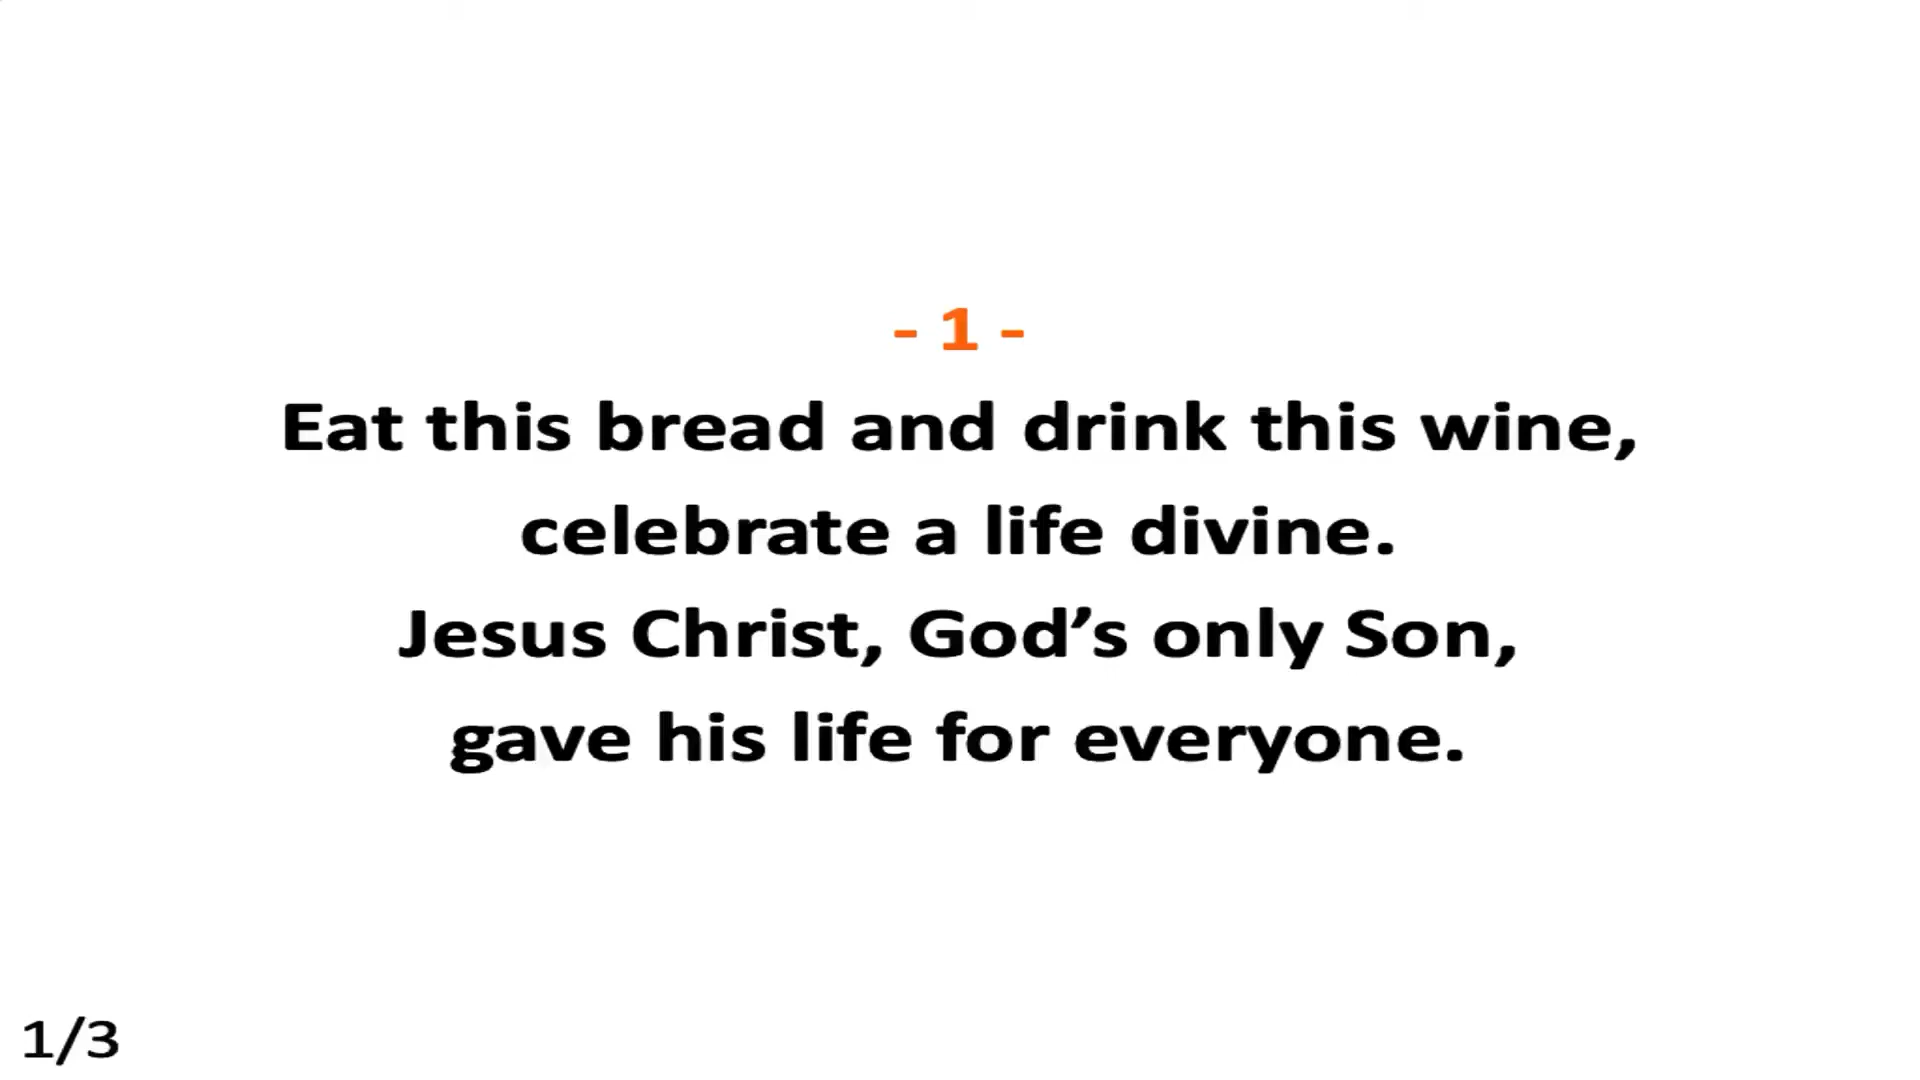 - 1 -
Eat this bread and drink this wine,
celebrate a life divine.
Jesus Christ, God’s only Son,
gave his life for everyone.
1/3